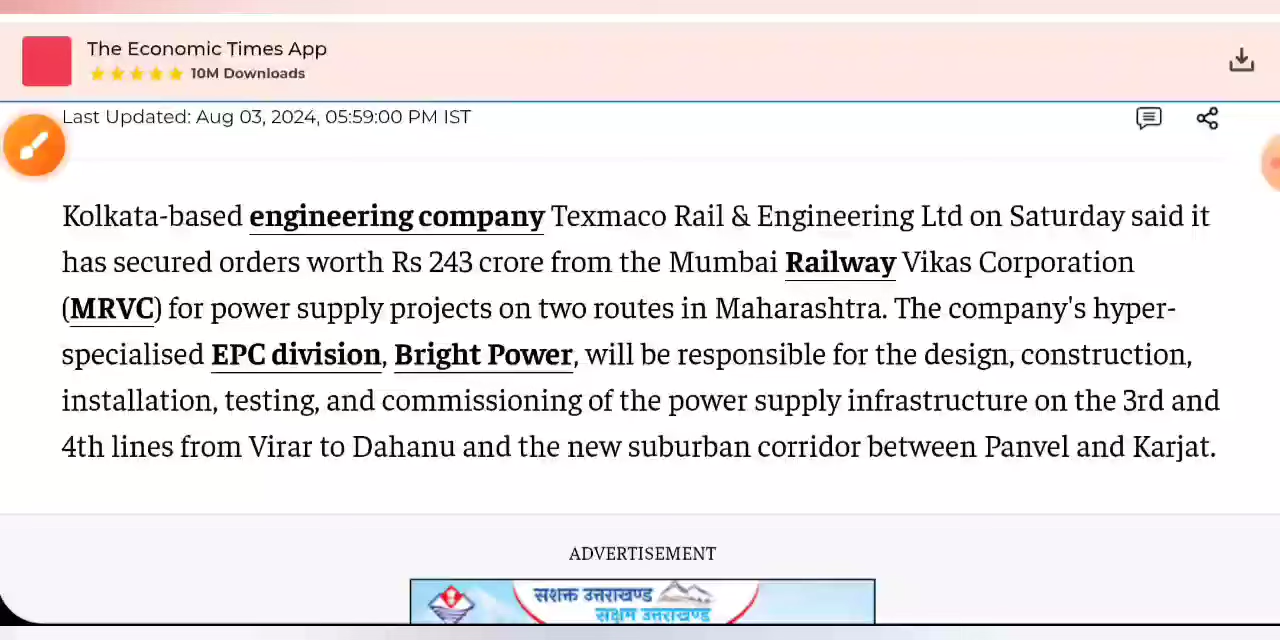 The Economic Times App
10M Downloads
Last Updated: Aug 03, 2024, 05:59:00 PM IST
Kolkata-based engineering company Texmaco Rail & Engineering Ltd on Saturday said it
has secured orders worth Rs 243 crore from the Mumbai Railway Vikas Corporation
(MRVC) for power supply projects on two routes in Maharashtra. The company's hyper-
specialised EPC division, Bright Power, will be responsible for the design, construction,
installation, testing, and commissioning of the power supply infrastructure on the 3rd and
4th lines from Virar to Dahanu and the new suburban corridor between Panvel and Karjat.
ADVERTISEMENT
सशक्त उत्तराखण्ड
सक्षम उत्तराखण्ड